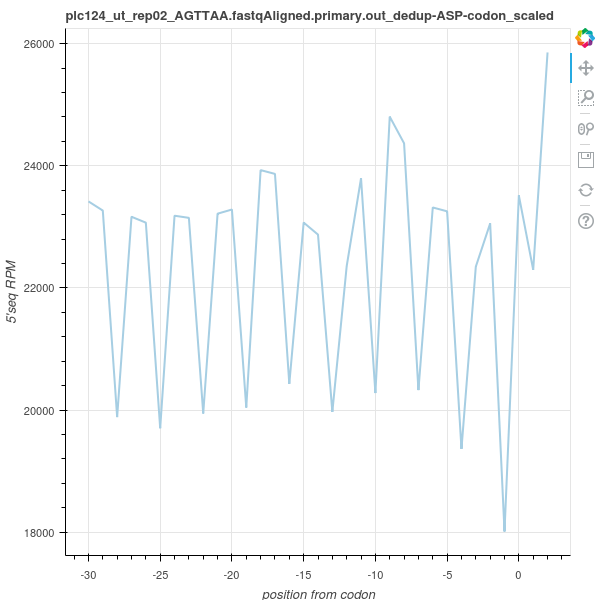 plc124_ut_rep02_AGTTAA.fastqAligned.primary.out_dedup-ASP-codon_scaled
26000
24000
22000
20000
18000
5'seq RPM
-30 -25 -20 -15 -10 -5 0
position from codon